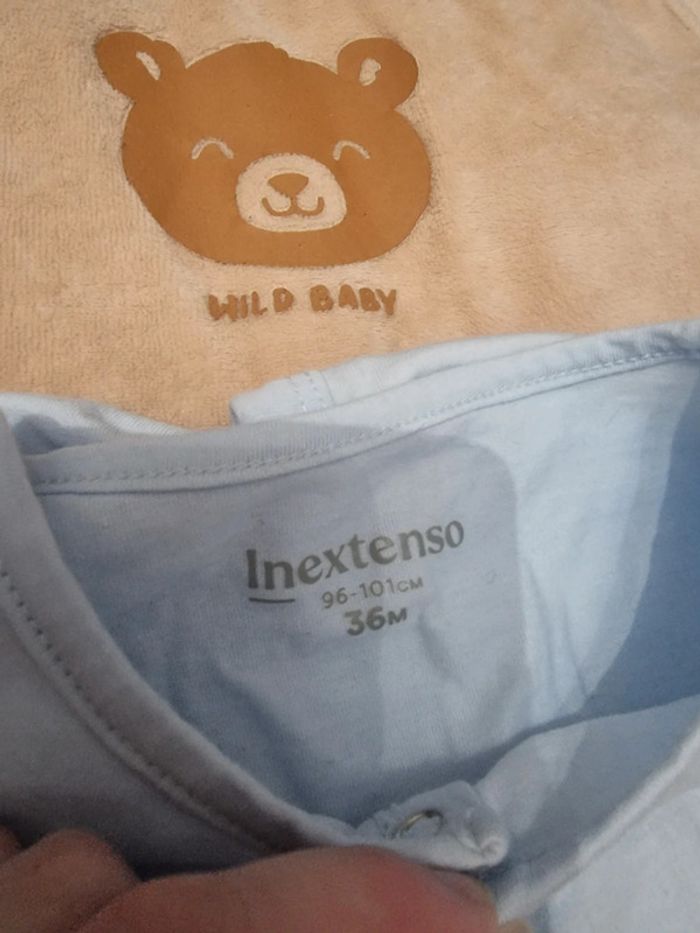 WILD BABY
Inextenso
96-101CM
36M